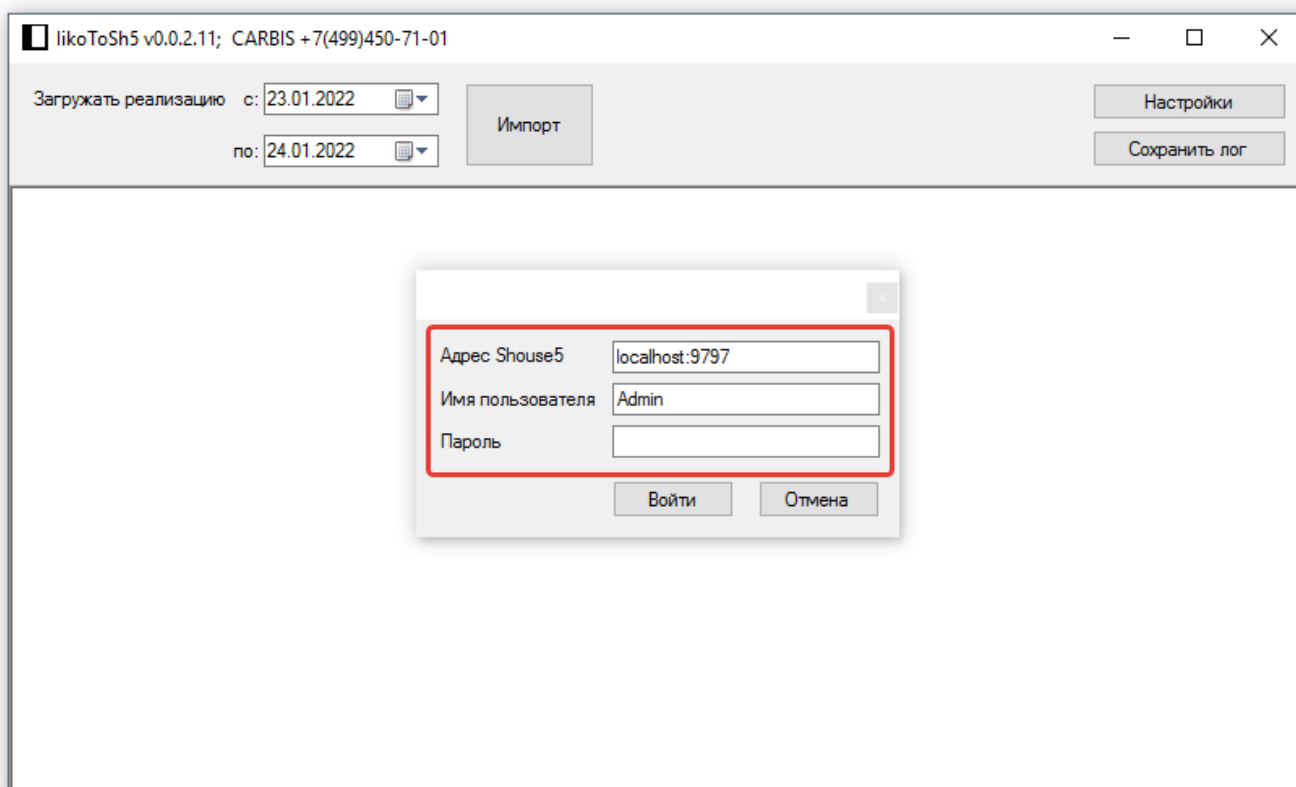 IikoToSh5 v0.0.2.11; CARBIS +7(499)450-71-01
Загружать реализацию с: 23.01.2022
по: 24.01.2022
Импорт
Настройки
Сохранить лог
Адрес Shouse5 localhost:9797
Имя пользователя Admin
Пароль
Войти Отмена